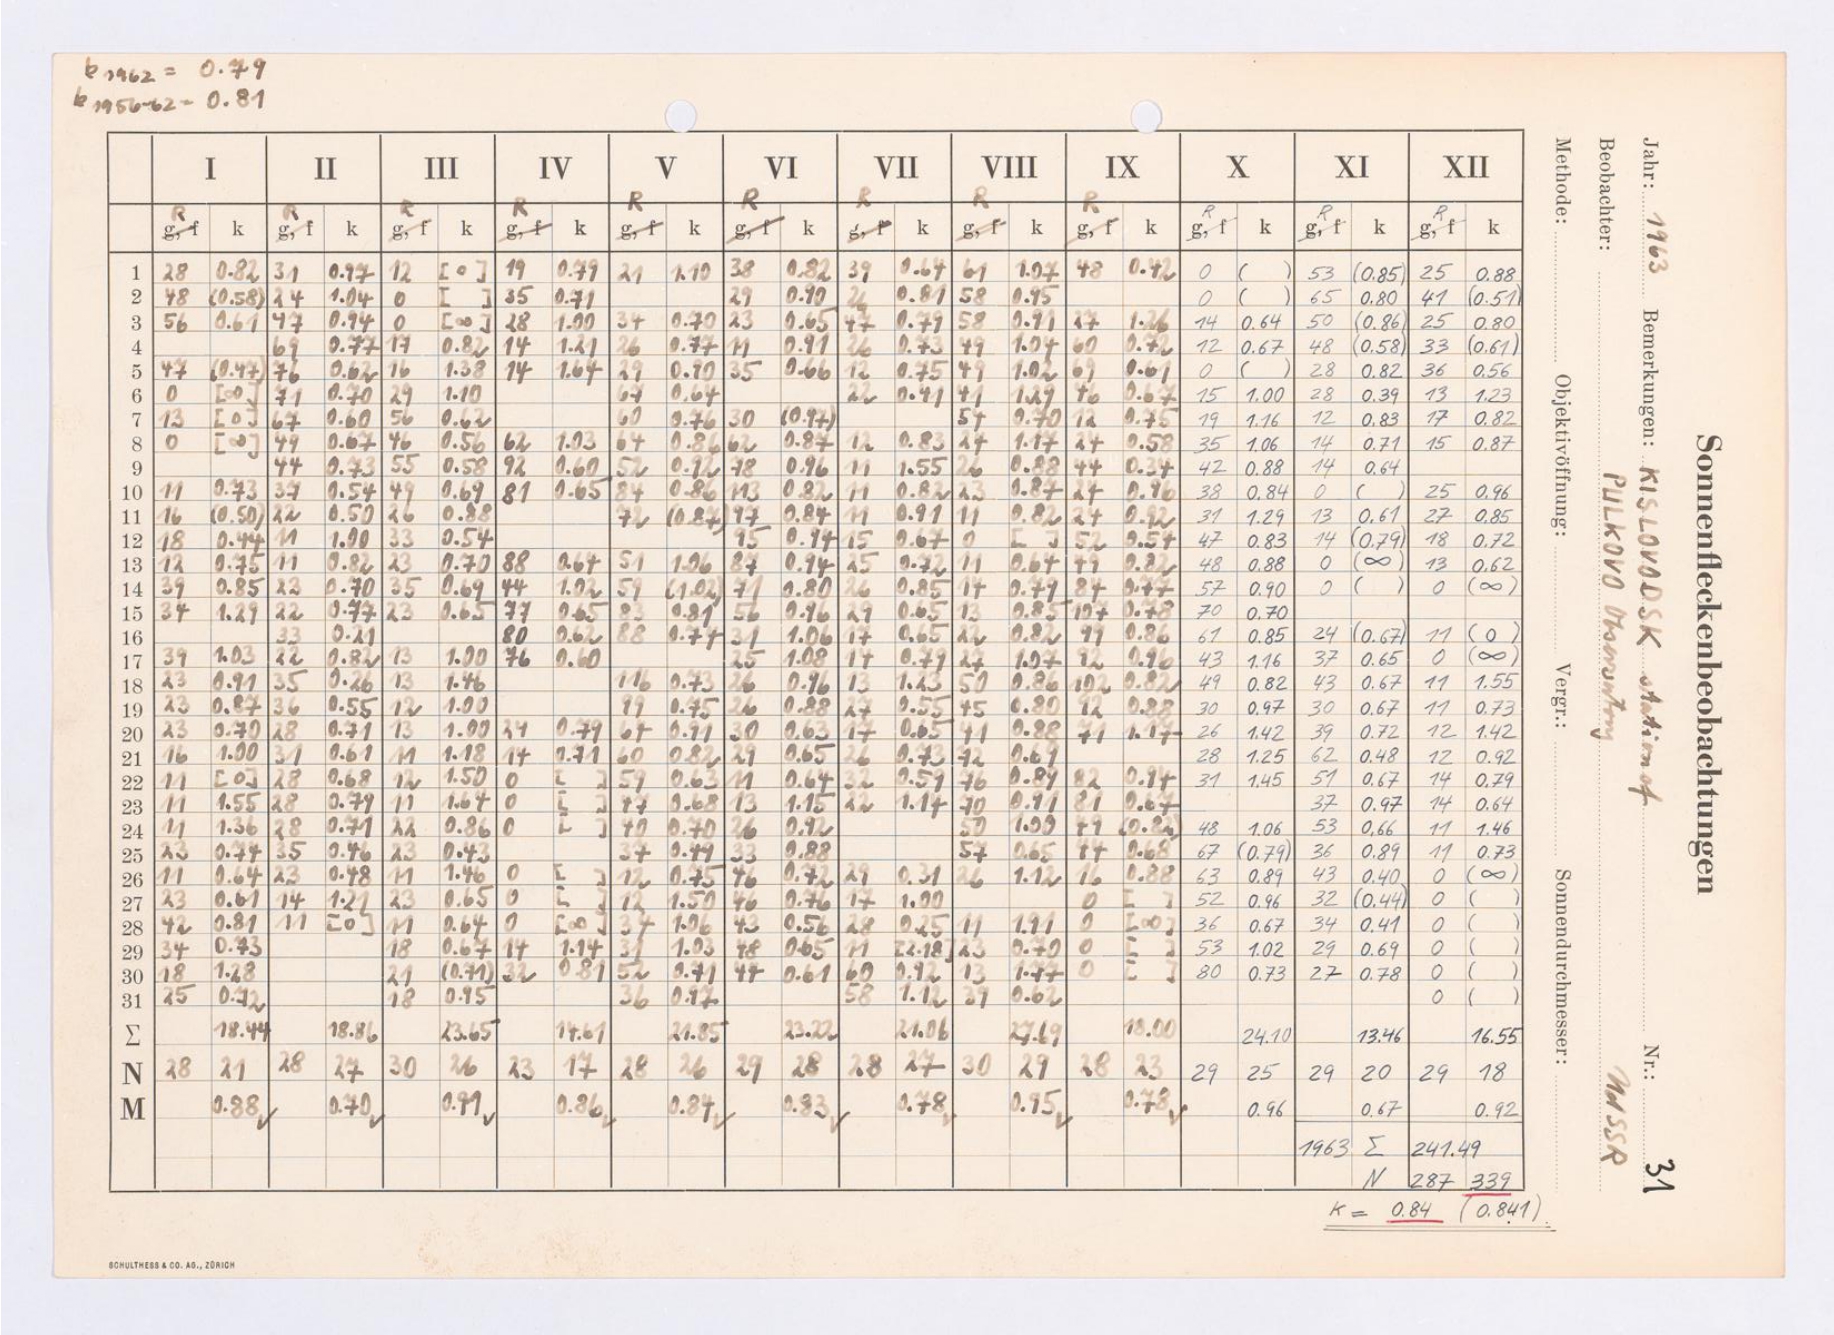 k 1962 = 0.79
k 1956-62 = 0.81
I II III IV V VI VII VIII IX X XI XII
R R R R R R R R R R R R
g, f k g, f k g, f k g, f k g, f k g, f k g, f k g, f k g, f k g, f k g, f k g, f k
1 28 0.82 31 0.97 12 [0] 19 0.79 21 1.10 38 0.82 39 0.64 61 1.07 48 0.42 0 ( ) 53 (0.85) 25 0.88
2 48 (0.58) 24 1.04 0 [ ] 35 0.71 29 0.90 0.81 58 0.95 0 ( ) 65 0.80 41 (0.51)
3 56 0.61 47 0.94 0 [∞] 28 1.00 34 0.70 23 0.65 47 0.79 58 0.91 27 1.26 14 0.64 50 (0.86) 25 0.80
4 69 0.77 17 0.82 14 1.21 26 0.77 11 0.91 26 0.73 49 1.04 60 0.72 12 0.67 48 (0.58) 33 (0.61)
5 47 (0.47) 76 0.62 16 1.38 14 1.64 29 0.90 35 0.66 12 0.75 49 1.02 69 0.61 0 ( ) 28 0.82 36 0.56
6 0 [∞] 71 0.70 29 1.10 67 0.64 22 0.41 41 1.29 46 0.67 15 1.00 28 0.39 13 1.23
7 13 [0] 67 0.60 56 0.62 60 0.76 30 (0.97) 54 0.70 12 0.75 19 1.16 12 0.83 17 0.82
8 0 [∞] 49 0.67 46 0.56 62 1.03 64 0.86 62 0.87 12 0.83 24 1.17 24 0.58 35 1.06 14 0.71 15 0.87
9 44 0.73 55 0.58 92 0.60 52 0.92 78 0.96 11 1.55 26 0.88 44 0.34 42 0.88 14 0.64
10 11 0.73 37 0.54 49 0.69 81 0.65 84 0.86 113 0.82 11 0.82 23 0.87 24 0.96 38 0.84 0 ( ) 25 0.96
11 16 (0.50) 22 0.50 26 0.88 72 (0.87) 97 0.84 11 0.91 11 0.82 24 0.92 31 1.29 13 0.61 27 0.85
12 18 0.44 11 1.00 33 0.54 95 0.94 15 0.67 0 [ ] 52 0.54 47 0.83 14 (0.79) 18 0.72
13 12 0.75 11 0.82 23 0.70 88 0.64 51 1.06 87 0.94 25 0.72 11 0.64 49 0.82 48 0.88 0 (∞) 13 0.62
14 39 0.85 23 0.70 35 0.69 44 1.02 59 (1.02) 71 0.80 26 0.85 14 0.79 84 0.77 57 0.90 0 ( ) 0 (∞)
15 34 1.29 22 0.77 23 0.65 77 0.65 83 0.81 56 0.96 29 0.65 13 0.85 107 0.78 70 0.70
16 33 0.21 80 0.62 88 0.74 31 1.06 17 0.65 22 0.82 99 0.86 61 0.85 24 (0.67) 11 (0)
17 39 1.03 22 0.82 13 1.00 76 0.60 25 1.08 14 0.79 27 1.07 92 0.96 43 1.16 37 0.65 0 (∞)
18 23 0.91 35 0.26 13 1.46 116 0.73 26 0.96 13 1.23 50 0.86 102 0.82 49 0.82 43 0.67 11 1.55
19 23 0.87 36 0.55 12 1.00 99 0.75 26 0.88 27 0.55 45 0.80 92 0.88 30 0.97 30 0.67 11 0.73
20 23 0.70 28 0.71 13 1.00 24 0.79 64 0.91 30 0.63 17 0.65 41 0.88 71 1.17 26 1.42 39 0.72 12 1.42
21 16 1.00 31 0.61 11 1.18 14 0.71 60 0.82 29 0.65 26 0.73 72 0.69 28 1.25 62 0.48 12 0.92
22 11 [0] 28 0.68 12 1.50 0 [ ] 59 0.63 11 0.64 32 0.59 76 0.89 82 0.94 31 1.45 51 0.67 14 0.79
23 11 1.55 28 0.79 11 1.64 0 [ ] 47 0.68 13 1.15 22 1.14 70 0.91 81 0.67 37 0.97 14 0.64
24 11 1.36 28 0.71 22 0.86 0 [ ] 40 0.70 26 0.92 50 1.00 49 (0.82) 48 1.06 53 0.66 11 1.46
25 23 0.74 35 0.46 23 0.43 37 0.49 33 0.88 57 0.65 44 0.68 67 (0.79) 36 0.89 11 0.73
26 11 0.64 23 0.48 11 1.46 0 [ ] 12 0.75 46 0.72 29 0.31 26 1.12 16 0.88 63 0.89 43 0.40 0 (∞)
27 23 0.61 14 1.21 23 0.65 0 [ ] 12 1.50 46 0.76 17 1.00 0 [ ] 52 0.96 32 (0.44) 0 ( )
28 42 0.81 11 [0] 11 0.64 0 [∞] 34 1.06 43 0.56 28 0.25 11 1.91 0 [∞] 36 0.67 34 0.41 0 ( )
29 34 0.73 18 0.67 14 1.14 31 1.03 48 0.65 11 [2.18] 23 0.70 0 [ ] 53 1.02 29 0.69 0 ( )
30 18 1.28 21 (0.71) 32 0.81 52 0.71 44 0.61 60 0.92 13 1.77 0 [ ] 80 0.73 27 0.78 0 ( )
31 25 0.72 18 0.95 36 0.97 58 1.12 39 0.62 0 ( )
Σ 18.44 18.86 23.65 14.61 21.85 23.22 21.06 27.69 18.00 24.10 13.46 16.55
N 28 21 28 27 30 26 23 17 28 26 29 28 28 27 30 29 28 23 29 25 29 20 29 18
M 0.88 0.70 0.91 0.86 0.84 0.83 0.78 0.95 0.78 0.96 0.67 0.92
1963 Σ 241.49
N 287 339
K = 0.84 (0.841)
SCHULTHESS & CO. AG., ZÜRICH
Sonnenfleckenbeobachtungen
Jahr: 1963 Bemerkungen: KISLOVODSK station of Nr.: 31
Beobachter: PULKOVO Observatory UdSSR
Methode: Objektivöffnung: Vergr.: Sonnendurchmesser: